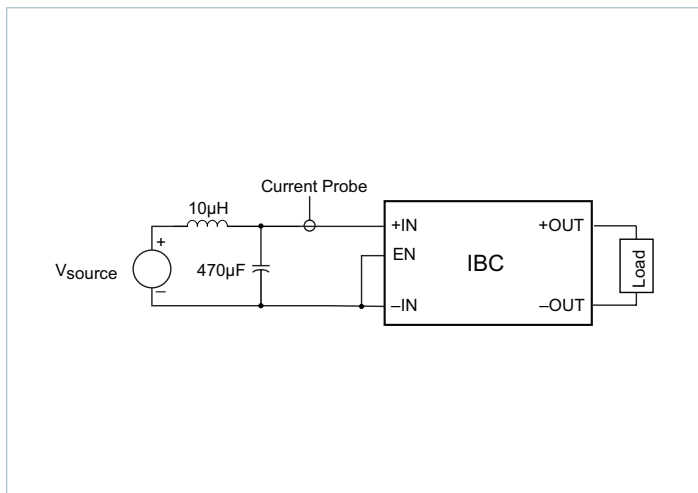 Current Probe
10µH
+IN
+OUT
+
EN
IBC
Load
Vsource
470µF
–
–IN
–OUT